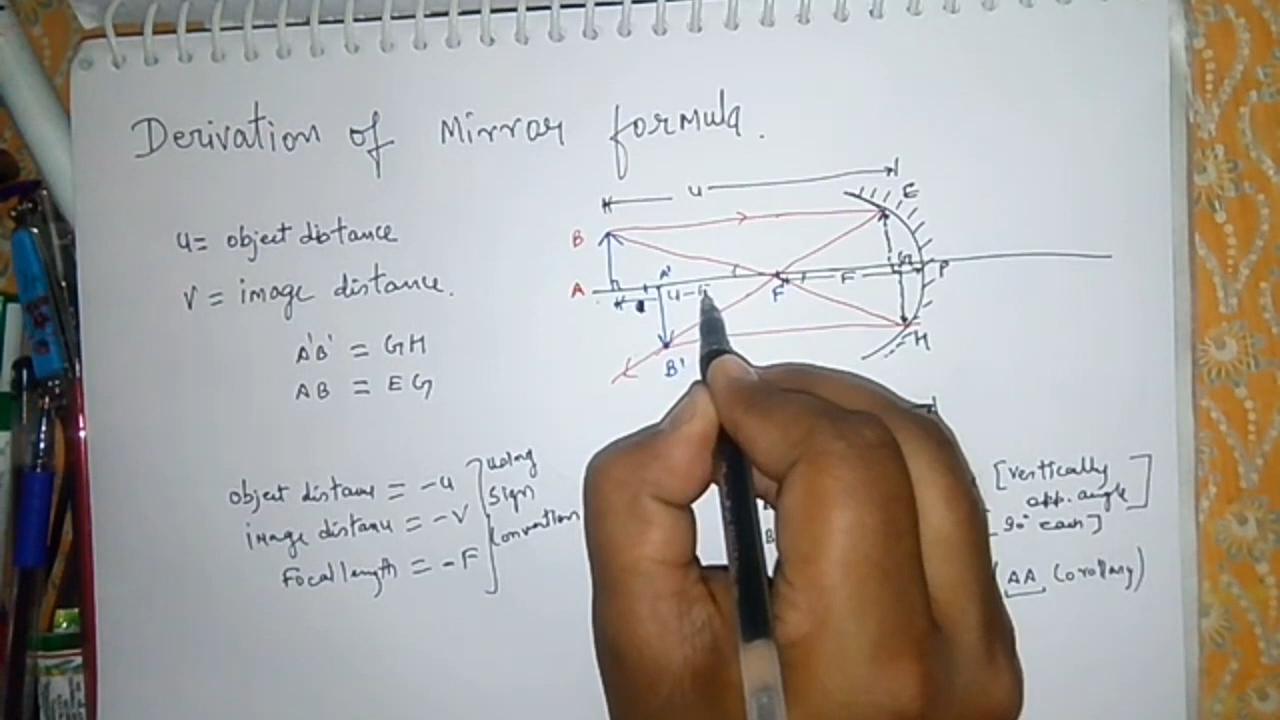 Derivation of Mirror formula.
u
E
B
u= object distance
A
A'
G
P
u-F
F
F
v = image distance.
A'B' = GH
H
B'
AB = EG
object distance = -u
using
image distance = -v
sign
Focal length = -F
convention
[vertically
opp. angle]
90° each]
(AA Corollary)